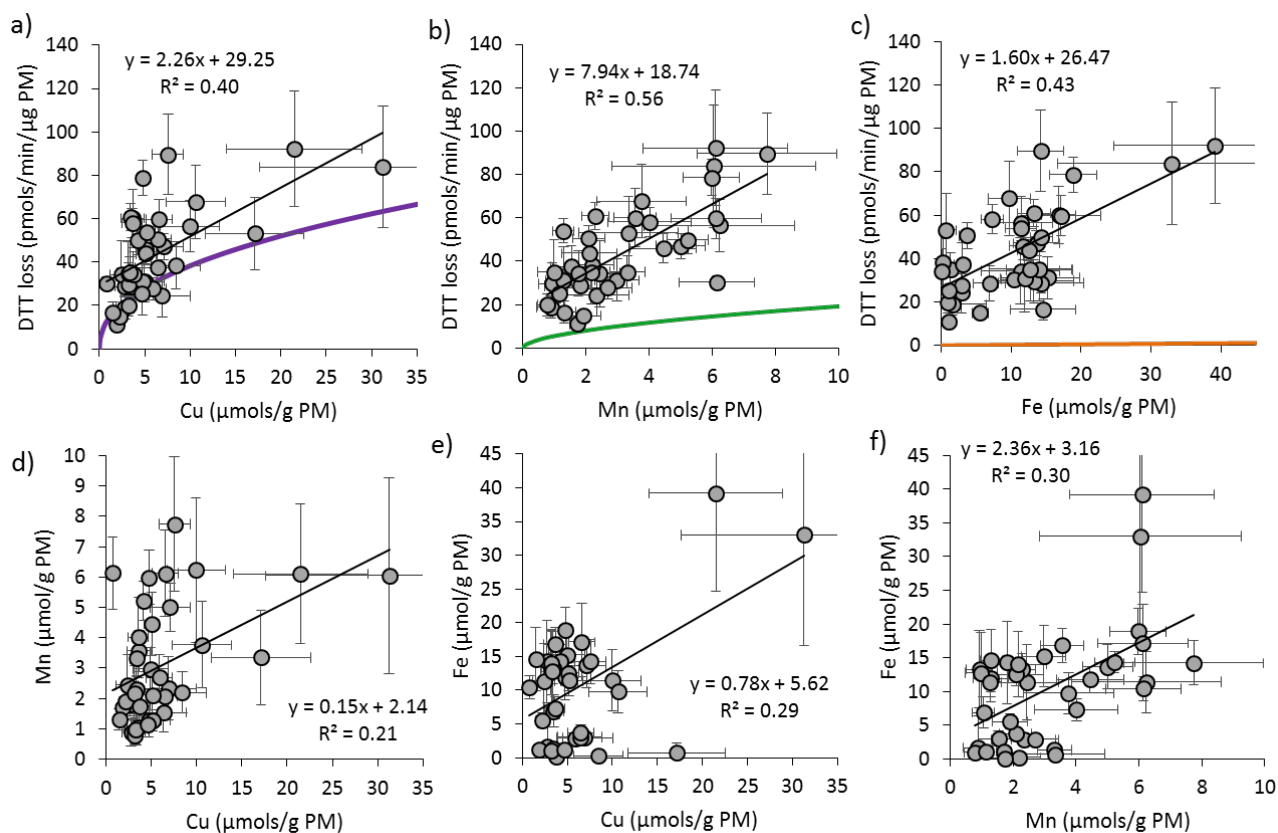 a)
y = 2.26x + 29.25
R² = 0.40
DTT loss (pmols/min/µg PM)
140
120
100
80
60
40
20
0
0 5 10 15 20 25 30 35
Cu (µmols/g PM)
b)
y = 7.94x + 18.74
R² = 0.56
DTT loss (pmols/min/µg PM)
140
120
100
80
60
40
20
0
0 2 4 6 8 10
Mn (µmols/g PM)
c)
y = 1.60x + 26.47
R² = 0.43
DTT loss (pmols/min/µg PM)
140
120
100
80
60
40
20
0
0 10 20 30 40
Fe (µmols/g PM)
d)
Mn (µmol/g PM)
10
9
8
7
6
5
4
3
2
1
0
y = 0.15x + 2.14
R² = 0.21
0 5 10 15 20 25 30 35
Cu (µmols/g PM)
e)
Fe (µmol/g PM)
45
40
35
30
25
20
15
10
5
0
y = 0.78x + 5.62
R² = 0.29
0 5 10 15 20 25 30 35
Cu (µmols/g PM)
f)
y = 2.36x + 3.16
R² = 0.30
Fe (µmol/g PM)
45
40
35
30
25
20
15
10
5
0
0 2 4 6 8 10
Mn (µmols/g PM)